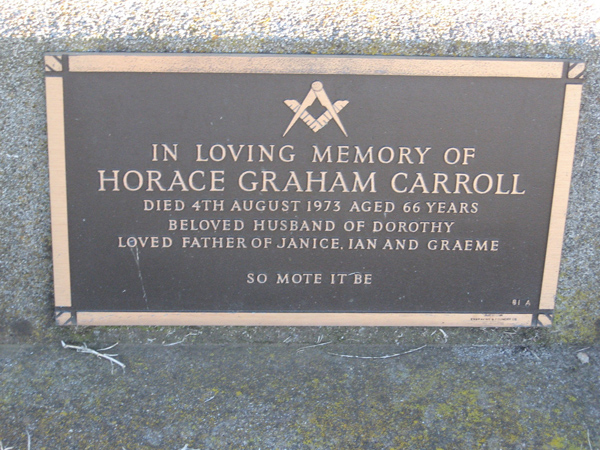 IN LOVING MEMORY OF
HORACE GRAHAM CARROLL
DIED 4TH AUGUST 1973 AGED 66 YEARS
BELOVED HUSBAND OF DOROTHY
LOVED FATHER OF JANICE, IAN AND GRAEME
SO MOTE IT BE
61 A